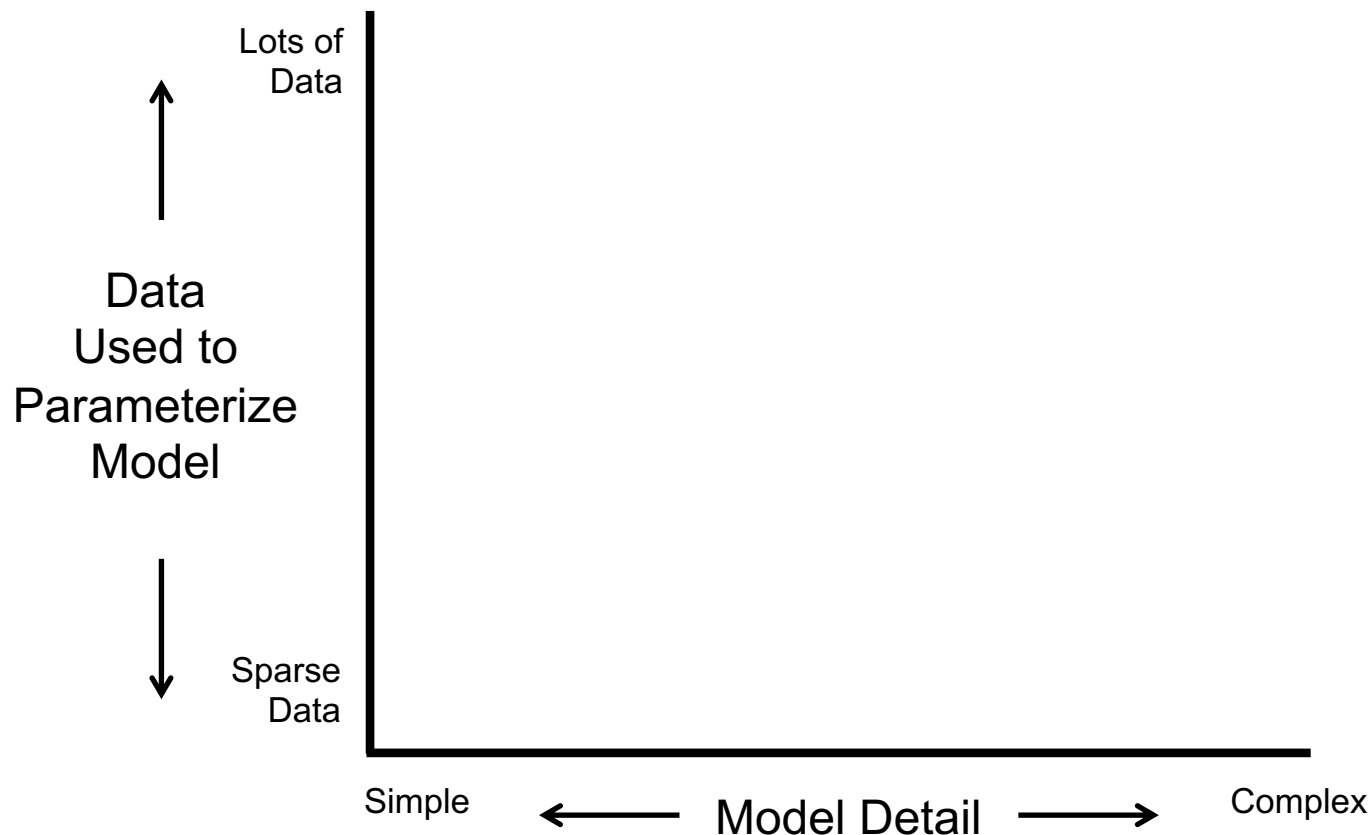 Lots of
Data
Data
Used to
Parameterize
Model
Sparse
Data
Simple
Model Detail
Complex